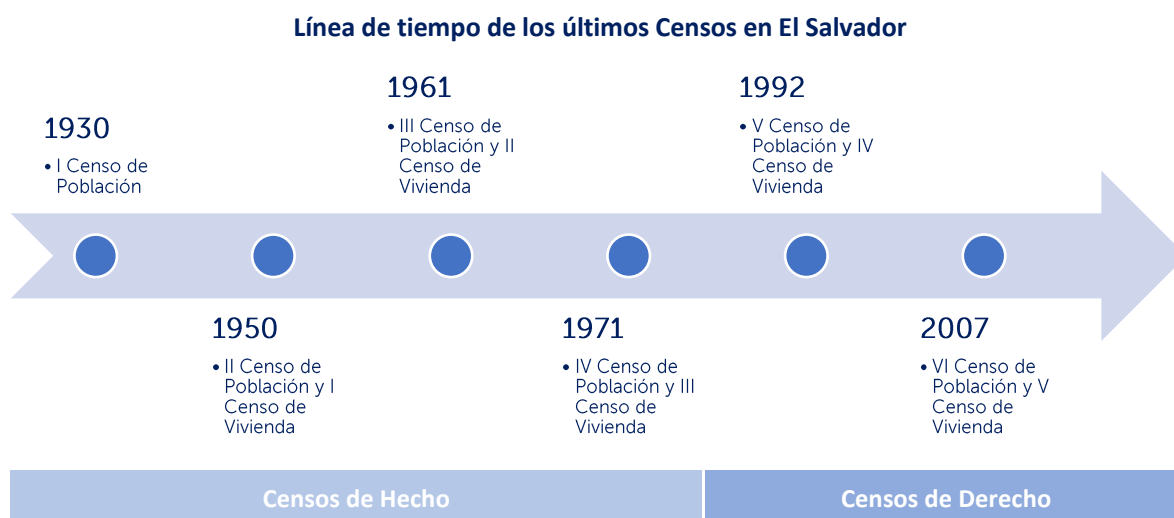 Línea de tiempo de los últimos Censos en El Salvador
1930
• I Censo de
Población
1950
• II Censo de
Población y I
Censo de
Vivienda
1961
• III Censo de
Población y II
Censo de
Vivienda
1971
• IV Censo de
Población y III
Censo de
Vivienda
1992
• V Censo de
Población y IV
Censo de
Vivienda
2007
• VI Censo de
Población y V
Censo de
Vivienda
Censos de Hecho
Censos de Derecho